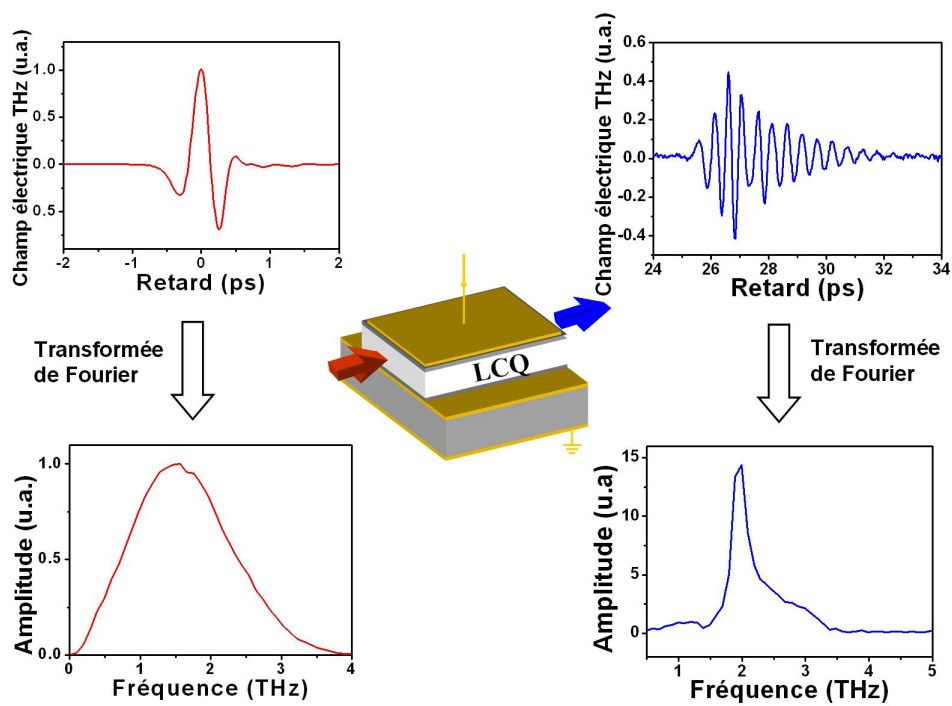 Champ électrique THz (u.a.)
1.0
0.5
0.0
0.5
-2
-1
0
1
2
Retard (ps)
Champ électrique THz (u.a.)
0.6
0.4
0.2
0.0
-0.2
-0.4
24
26
28
30
32
34
Retard (ps)
Transformée
de Fourier
LCQ
Transformée
de Fourier
Amplitude (u.a.)
1.0
0.5
0.0
0
1
2
3
4
Fréquence (THz)
Amplitude (u.a)
15
10
5
0
1
2
3
4
5
Fréquence (THz)